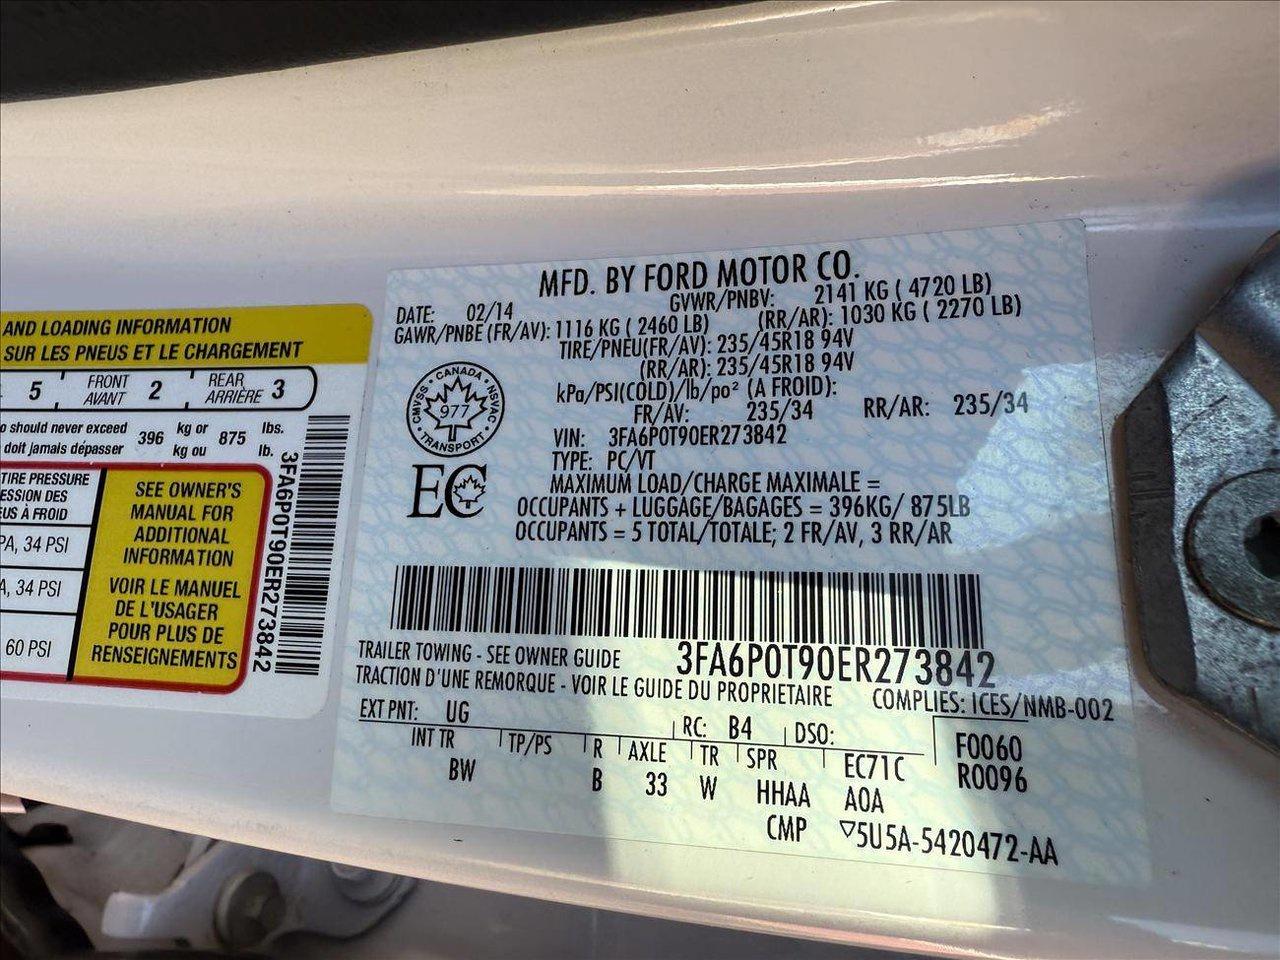 AND LOADING INFORMATION
SUR LES PNEUS ET LE CHARGEMENT
5 FRONT AVANT 2 REAR ARRIÈRE 3
o should never exceed 396 kg or 875 lbs.
doit jamais dépasser kg ou lb.
TIRE PRESSURE
ESSION DES
US À FROID
PA, 34 PSI
A, 34 PSI
60 PSI
SEE OWNER'S
MANUAL FOR
ADDITIONAL
INFORMATION
VOIR LE MANUEL
DE L'USAGER
POUR PLUS DE
RENSEIGNEMENTS
3FA6P0T90ER273842
MFD. BY FORD MOTOR CO.
DATE: 02/14 GVWR/PNBV: 2141 KG ( 4720 LB)
GAWR/PNBE (FR/AV): 1116 KG ( 2460 LB) (RR/AR): 1030 KG ( 2270 LB)
TIRE/PNEU(FR/AV): 235/45R18 94V
(RR/AR): 235/45R18 94V
kPa/PSI(COLD)/lb/po² (A FROID):
FR/AV: 235/34 RR/AR: 235/34
VIN: 3FA6P0T90ER273842
TYPE: PC/VT
MAXIMUM LOAD/CHARGE MAXIMALE =
OCCUPANTS + LUGGAGE/BAGAGES = 396KG/ 875LB
OCCUPANTS = 5 TOTAL/TOTALE; 2 FR/AV, 3 RR/AR
CANADA
CMVSS NSVAC
977
TRANSPORT
EC
TRAILER TOWING - SEE OWNER GUIDE 3FA6P0T90ER273842
TRACTION D'UNE REMORQUE - VOIR LE GUIDE DU PROPRIETAIRE COMPLIES: ICES/NMB-002
EXT PNT: UG RC: B4 DSO: F0060
INT TR TP/PS R AXLE TR SPR EC71C R0096
BW B 33 W HHAA A0A
CMP ▽5U5A-5420472-AA